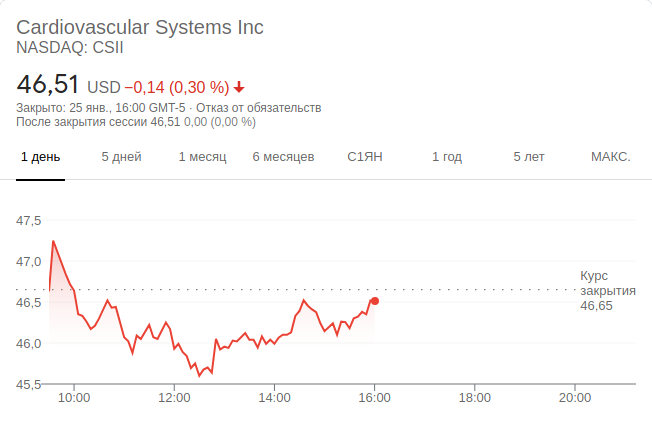 Cardiovascular Systems Inc
NASDAQ: CSII
46,51 USD −0,14 (0,30 %)
Закрыто: 25 янв., 16:00 GMT-5 · Отказ от обязательств
После закрытия сессии 46,51 0,00 (0,00 %)
1 день 5 дней 1 месяц 6 месяцев С1ЯН 1 год 5 лет МАКС.
47,5
47,0
Курс
закрытия
46,65
46,5
46,0
45,5
10:00 12:00 14:00 16:00 18:00 20:00